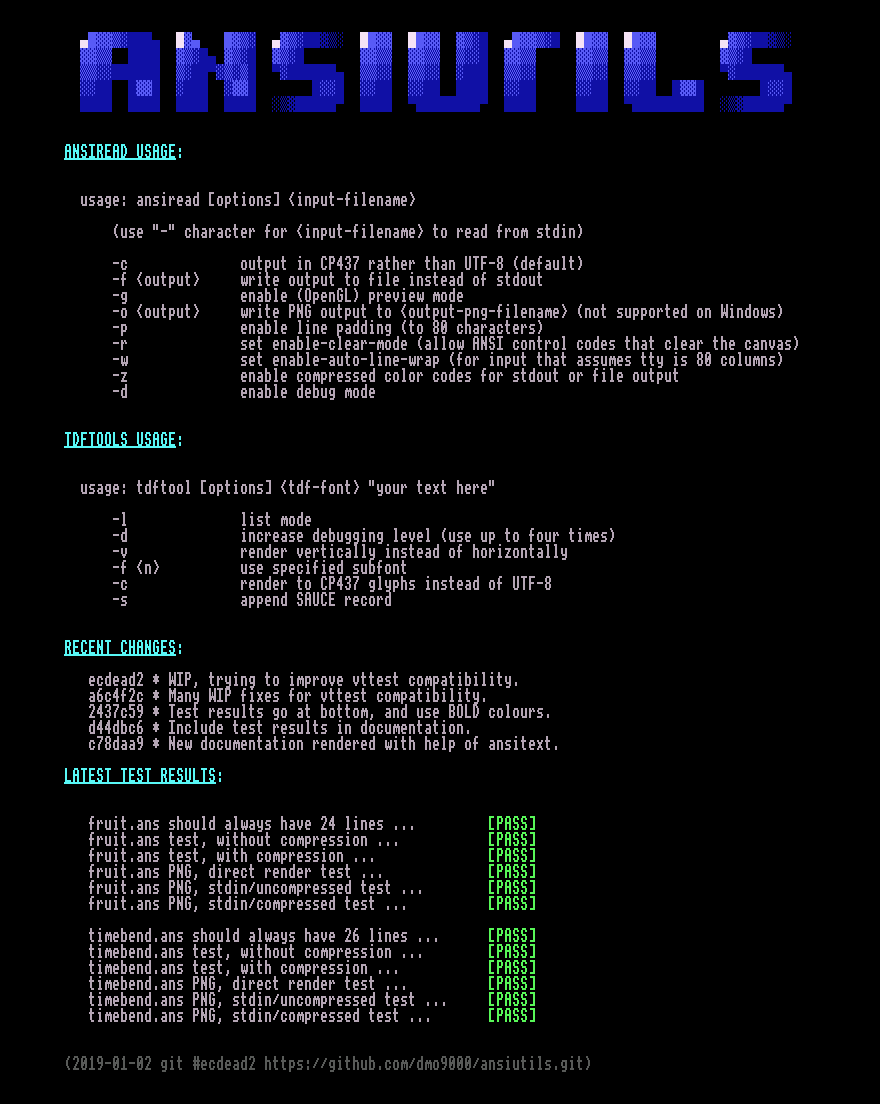 ANSIUTILS
ANSIREAD USAGE:
usage: ansiread [options] <input-filename>
(use "-" character for <input-filename> to read from stdin)
-c output in CP437 rather than UTF-8 (default)
-f <output> write output to file instead of stdout
-g enable (OpenGL) preview mode
-o <output> write PNG output to <output-png-filename> (not supported on Windows)
-p enable line padding (to 80 characters)
-r set enable-clear-mode (allow ANSI control codes that clear the canvas)
-w set enable-auto-line-wrap (for input that assumes tty is 80 columns)
-z enable compressed color codes for stdout or file output
-d enable debug mode
TDFTOOLS USAGE:
usage: tdftool [options] <tdf-font> "your text here"
-l list mode
-d increase debugging level (use up to four times)
-v render vertically instead of horizontally
-f <n> use specified subfont
-c render to CP437 glyphs instead of UTF-8
-s append SAUCE record
RECENT CHANGES:
ecdead2 * WIP, trying to improve vttest compatibility.
a6c4f2c * Many WIP fixes for vttest compatibility.
2437c59 * Test results go at bottom, and use BOLD colours.
d44dbc6 * Include test results in documentation.
c78daa9 * New documentation rendered with help of ansitext.
LATEST TEST RESULTS:
fruit.ans should always have 24 lines ... [PASS]
fruit.ans test, without compression ... [PASS]
fruit.ans test, with compression ... [PASS]
fruit.ans PNG, direct render test ... [PASS]
fruit.ans PNG, stdin/uncompressed test ... [PASS]
fruit.ans PNG, stdin/compressed test ... [PASS]
timebend.ans should always have 26 lines ... [PASS]
timebend.ans test, without compression ... [PASS]
timebend.ans test, with compression ... [PASS]
timebend.ans PNG, direct render test ... [PASS]
timebend.ans PNG, stdin/uncompressed test ... [PASS]
timebend.ans PNG, stdin/compressed test ... [PASS]
(2019-01-02 git #ecdead2 https://github.com/dmo9000/ansiutils.git)